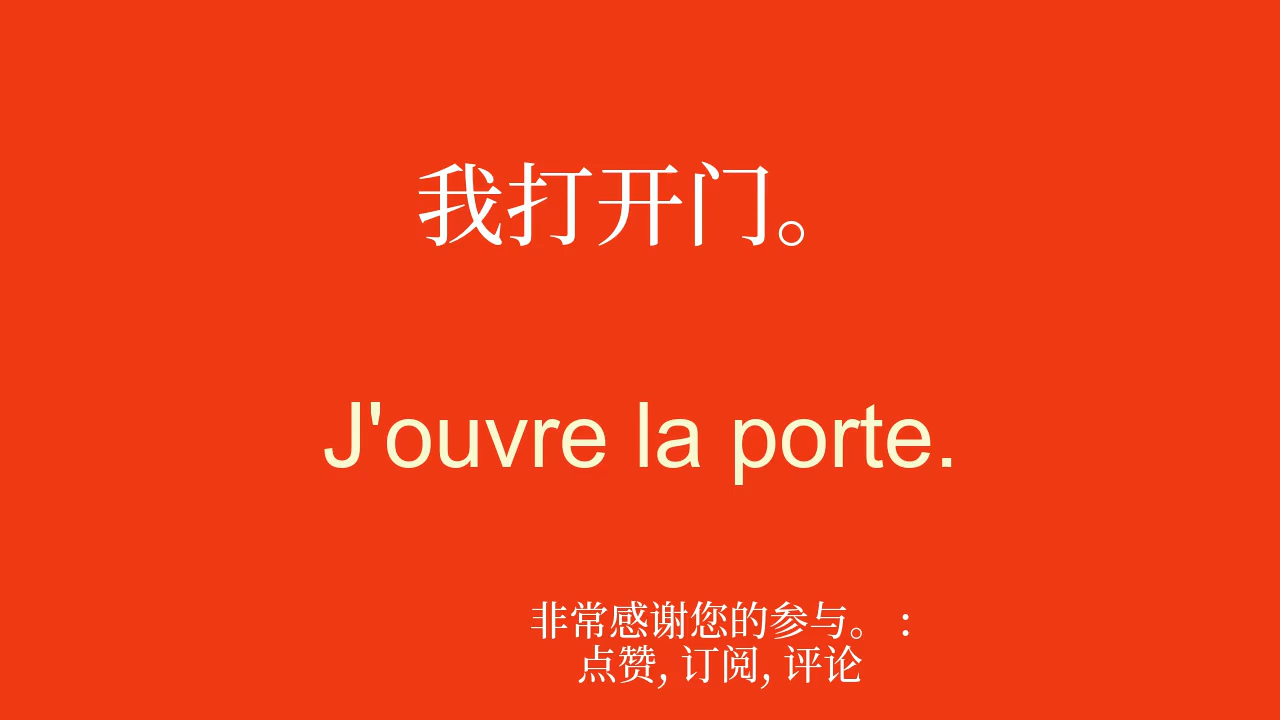 我打开门。
J'ouvre la porte.
非常感谢您的参与。 :
点赞, 订阅, 评论